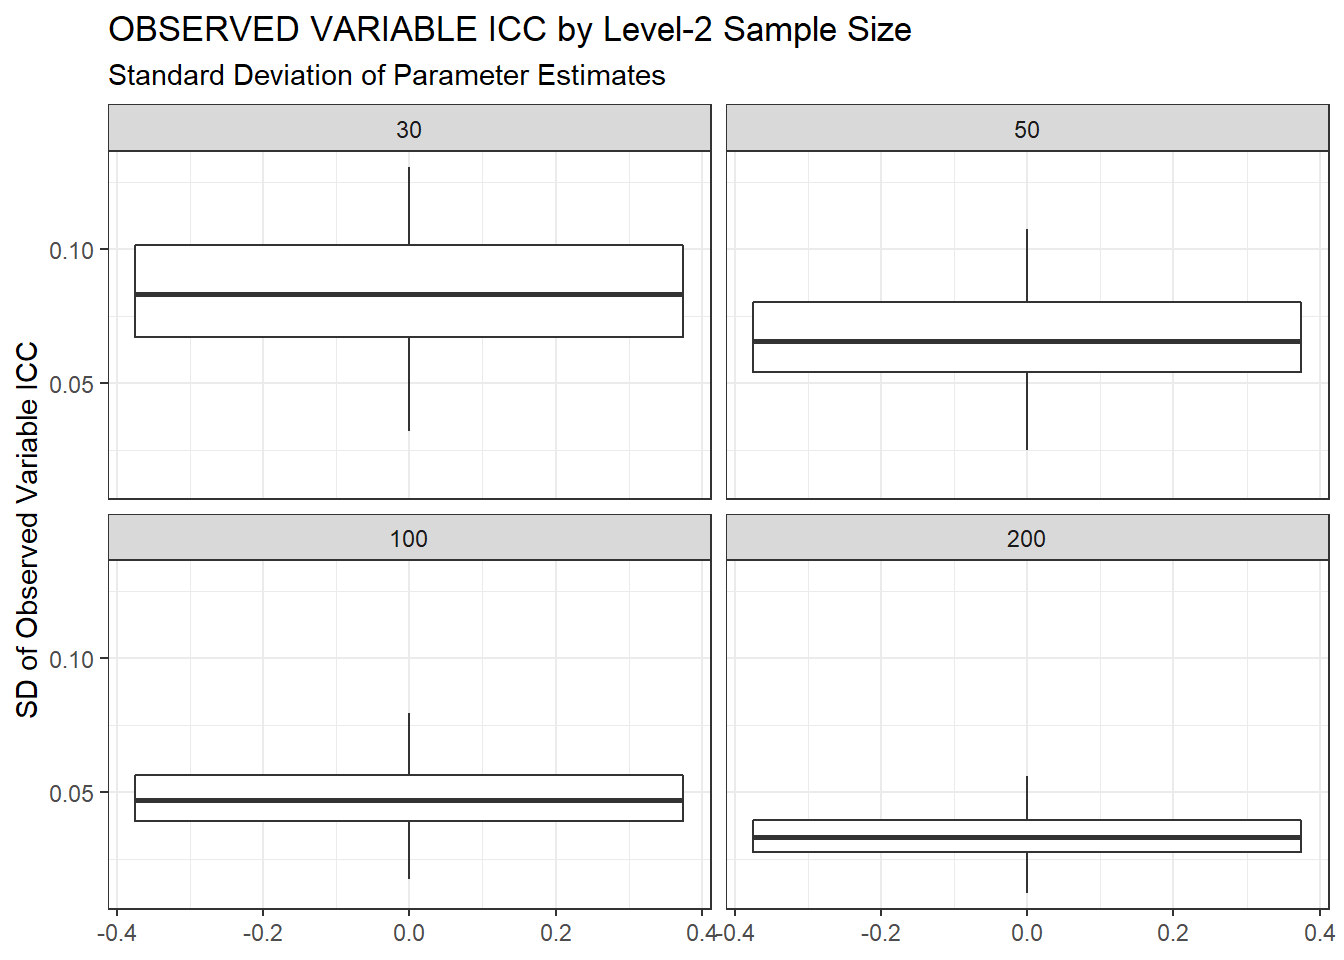 OBSERVED VARIABLE ICC by Level-2 Sample Size
Standard Deviation of Parameter Estimates
30
50
0.10
0.05
SD of Observed Variable ICC
100
200
0.10
0.05
-0.4 -0.2 0.0 0.2 0.4 -0.4 -0.2 0.0 0.2 0.4